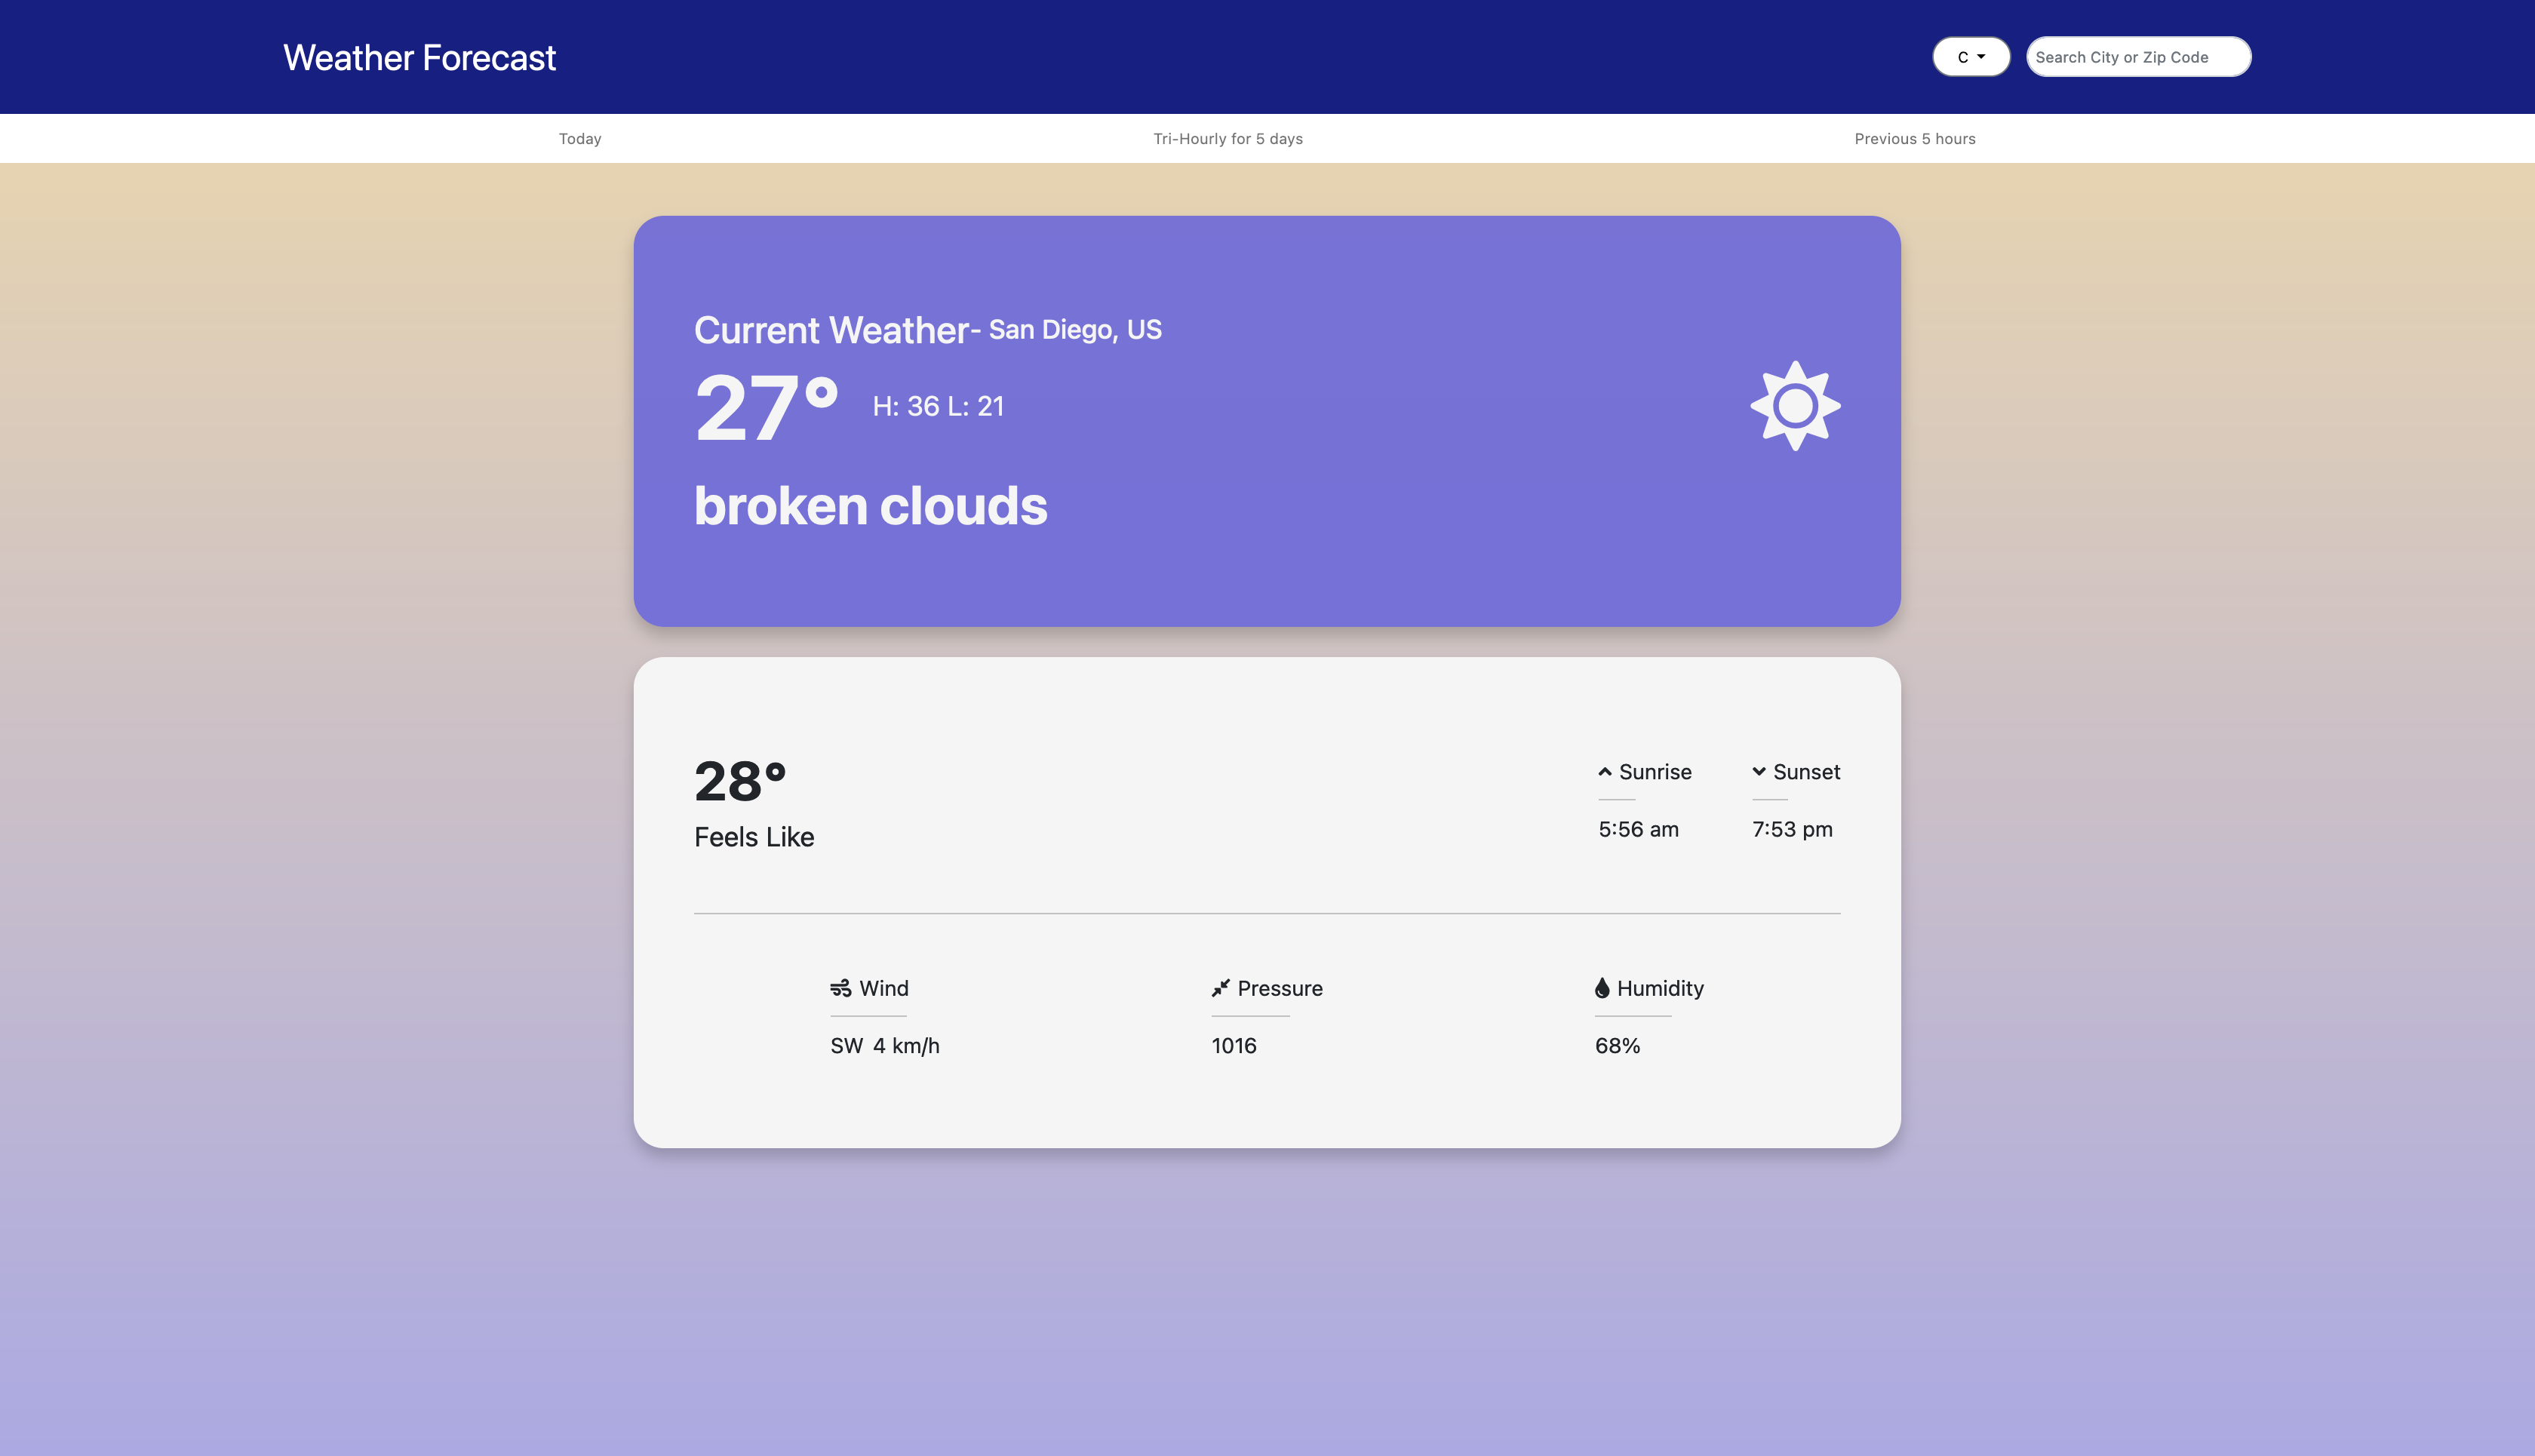 Weather Forecast
C
Search City or Zip Code
Today
Tri-Hourly for 5 days
Previous 5 hours
Current Weather- San Diego, US
27° H: 36 L: 21
broken clouds
28°
Feels Like
Sunrise
5:56 am
Sunset
7:53 pm
Wind
SW 4 km/h
Pressure
1016
Humidity
68%